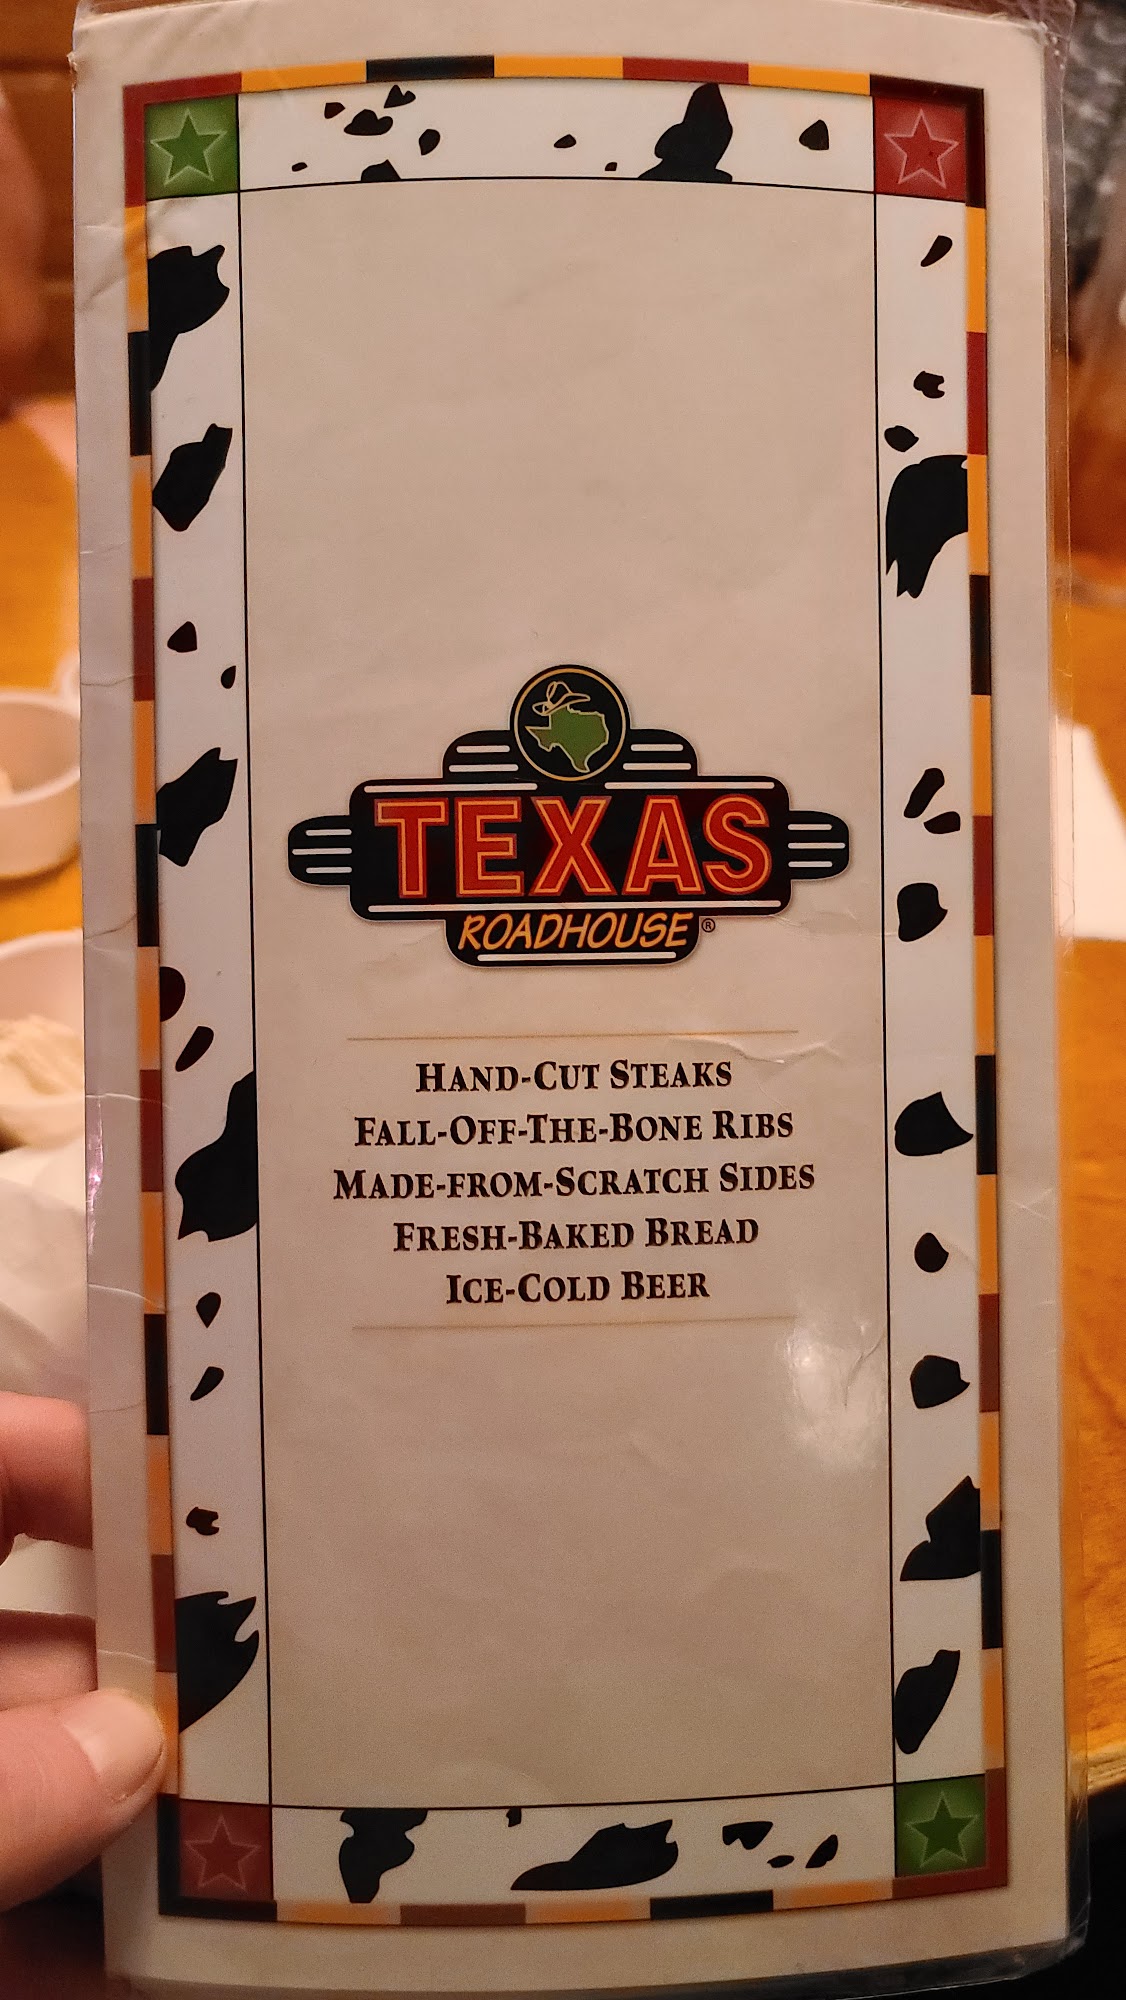 TEXAS
ROADHOUSE®
HAND-CUT STEAKS
FALL-OFF-THE-BONE RIBS
MADE-FROM-SCRATCH SIDES
FRESH-BAKED BREAD
ICE-COLD BEER